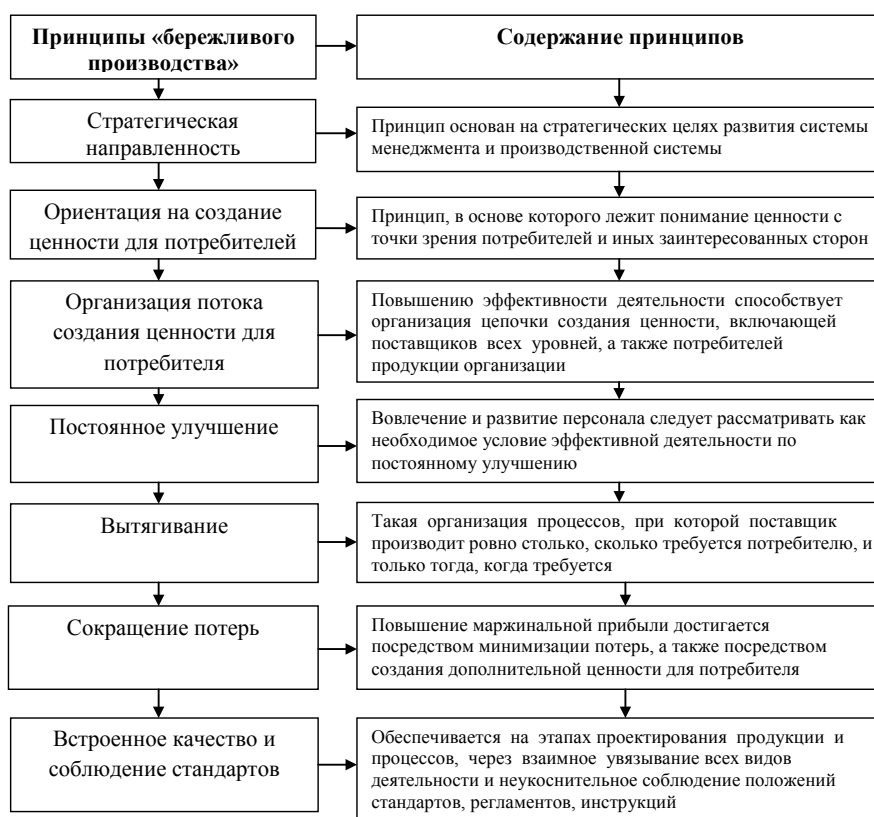 Принципы «бережливого
производства»
Содержание принципов
Стратегическая
направленность
Принцип основан на стратегических целях развития системы
менеджмента и производственной системы
Ориентация на создание
ценности для потребителей
Принцип, в основе которого лежит понимание ценности с
точки зрения потребителей и иных заинтересованных сторон
Организация потока
создания ценности для
потребителя
Повышению эффективности деятельности способствует
организация цепочки создания ценности, включающей
поставщиков всех уровней, а также потребителей
продукции организации
Постоянное улучшение
Вовлечение и развитие персонала следует рассматривать как
необходимое условие эффективной деятельности по
постоянному улучшению
Вытягивание
Такая организация процессов, при которой поставщик
производит ровно столько, сколько требуется потребителю, и
только тогда, когда требуется
Сокращение потерь
Повышение маржинальной прибыли достигается
посредством минимизации потерь, а также посредством
создания дополнительной ценности для потребителя
Встроенное качество и
соблюдение стандартов
Обеспечивается на этапах проектирования продукции и
процессов, через взаимное увязывание всех видов
деятельности и неукоснительное соблюдение положений
стандартов, регламентов, инструкций